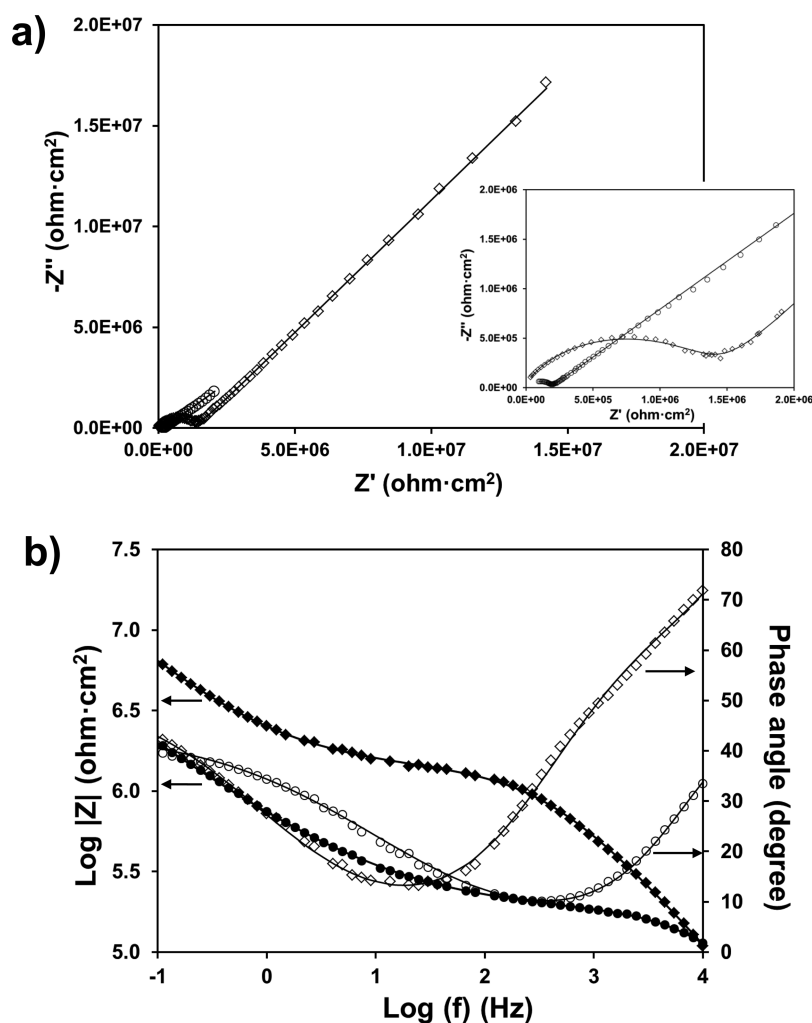 a)
2.0E+07
1.5E+07
1.0E+07
5.0E+06
0.0E+00
-Z'' (ohm·cm²)
0.0E+00 5.0E+06 1.0E+07 1.5E+07 2.0E+07
Z' (ohm·cm²)
2.0E+06
1.5E+06
1.0E+06
5.0E+05
0.0E+00
-Z'' (ohm·cm²)
0.0E+00 5.0E+05 1.0E+06 1.5E+06 2.0E+06
Z' (ohm·cm²)
b)
7.5
7.0
6.5
6.0
5.5
5.0
Log |Z| (ohm·cm²)
80
70
60
50
40
30
20
10
0
Phase angle (degree)
-1 0 1 2 3 4
Log (f) (Hz)